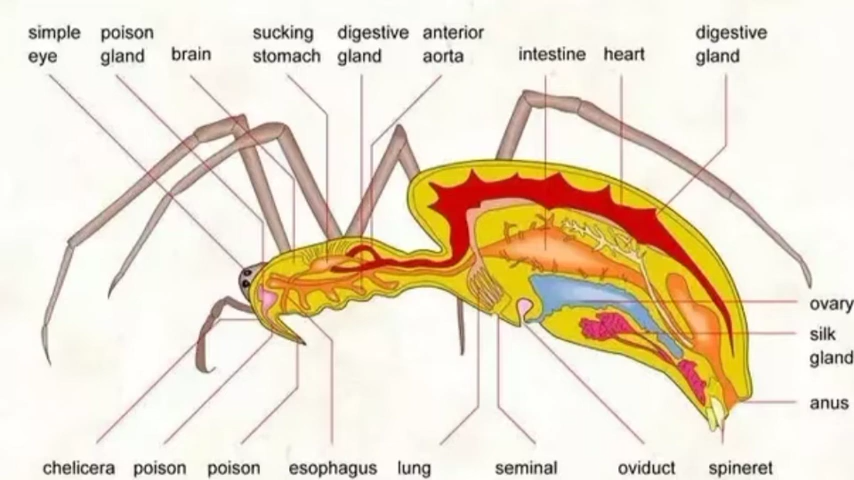 simple eye
poison gland
brain
sucking stomach
digestive gland
anterior aorta
intestine
heart
digestive gland
ovary
silk gland
anus
chelicera
poison
poison
esophagus
lung
seminal
oviduct
spineret